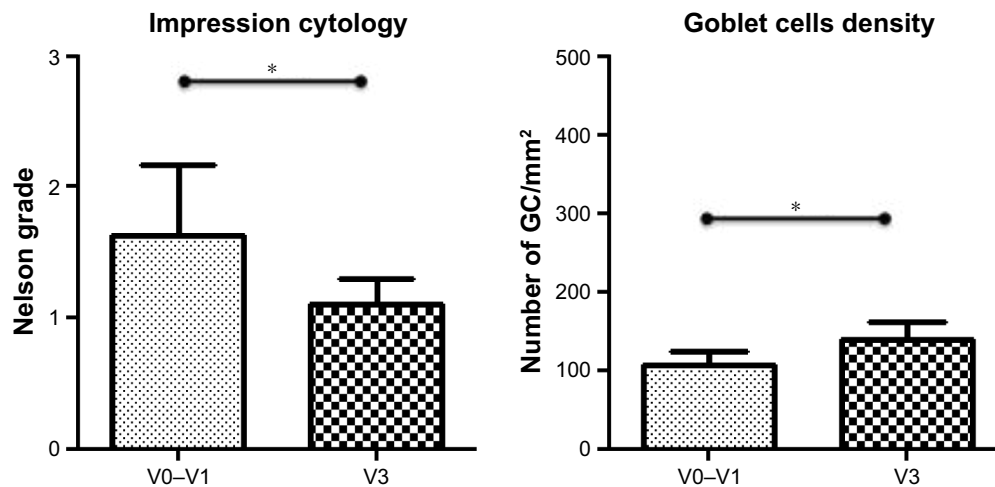 Impression cytology
3
2
1
0
Nelson grade
*
V0–V1
V3
Goblet cells density
500
400
300
200
100
0
Number of GC/mm²
*
V0–V1
V3